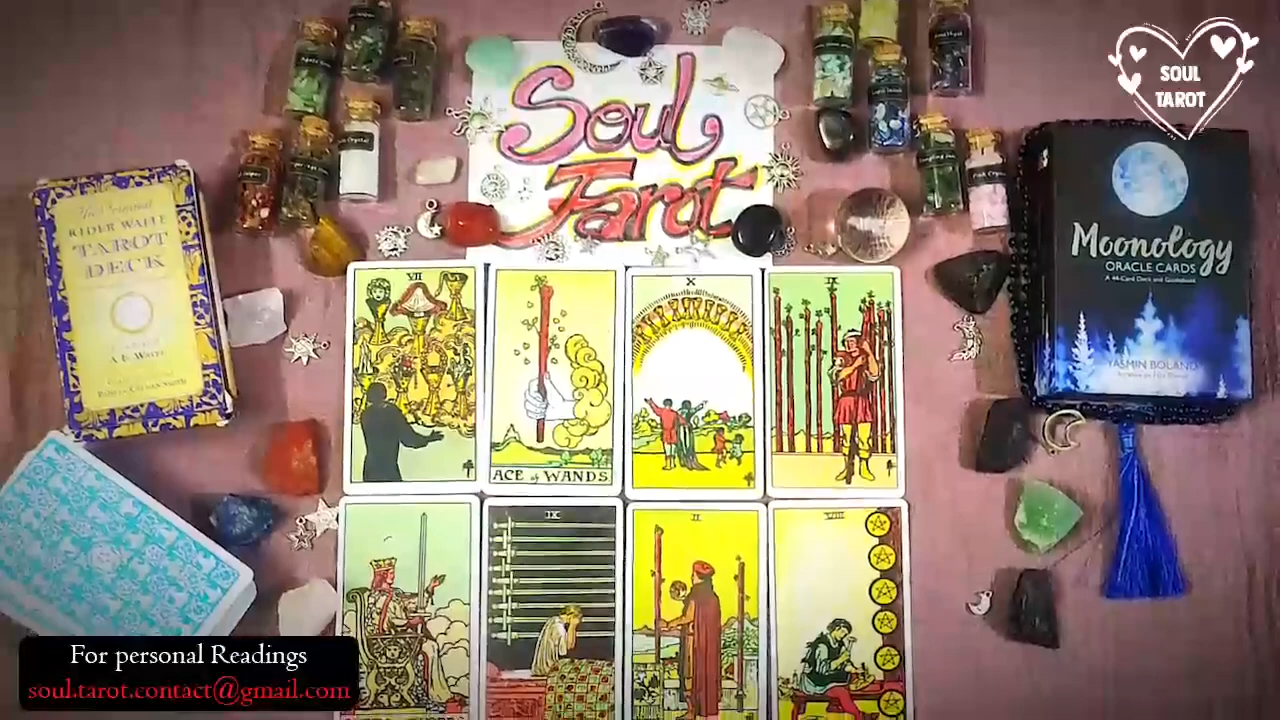 SOUL
TAROT
Soul
Tarot
The Original
RIDER WAITE
TAROT
DECK
Moonology
ORACLE CARDS
A 44-Card Deck and Guidebook
YASMIN BOLAND
VII
ACE of WANDS.
X
IX
IX
II
VIII
For personal Readings
soul.tarot.contact@gmail.com